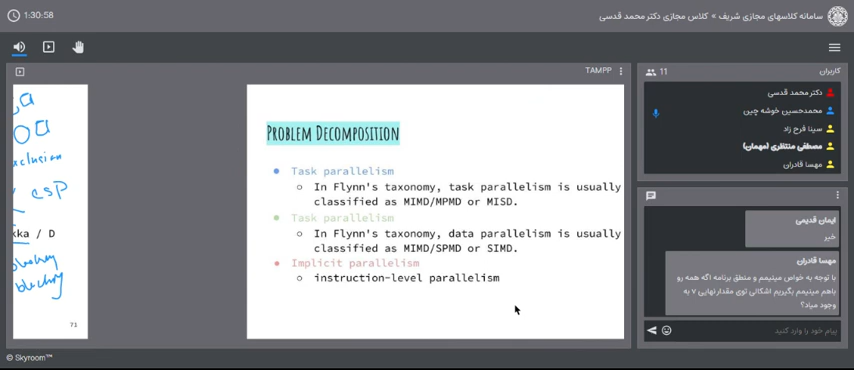 1:30:58
سامانه کلاسهای مجازی شریف > کلاس مجازی دکتر محمد قدسی
TAMPP
clusion
CSP
kka / D
71
PROBLEM DECOMPOSITION
Task parallelism
In Flynn's taxonomy, task parallelism is usually
classified as MIMD/MPMD or MISD.
Task parallelism
In Flynn's taxonomy, data parallelism is usually
classified as MIMD/SPMD or SIMD.
Implicit parallelism
instruction-level parallelism
کاربران
11
دکتر محمد قدسی
محمدحسین خوشه چین
سینا فرح زاد
مصطفی منتظری (مهمان)
مهسا قادران
ایمان قدیمی
خیر
مهسا قادران
با توجه به خواص مینیمم و منطق برنامه اگه همه رو
باهم مینیمم بگیریم اشکالی توی مقدار نهایی ۷ به
وجود میاد؟
پیام خود را وارد کنید
© Skyroom™